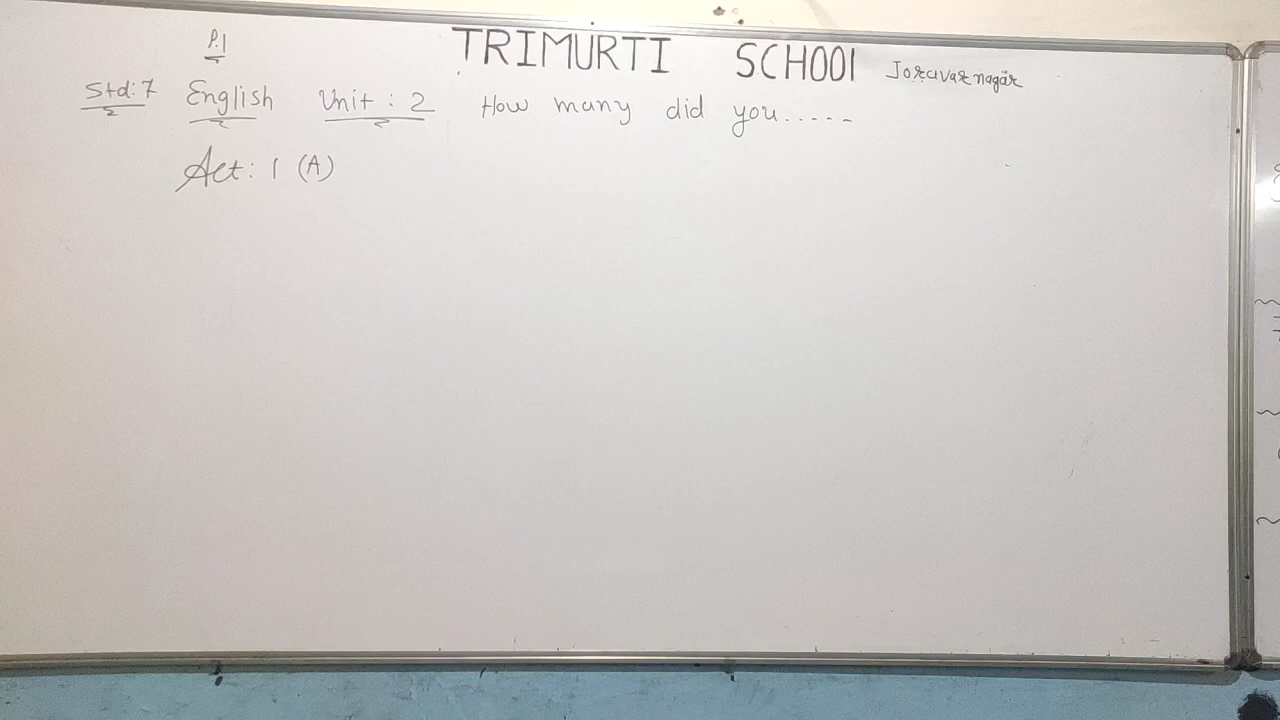 P.1
TRIMURTI SCHOOl Joravarnagar
Std:7 English Unit : 2 How many did you.....
Act: 1 (A)